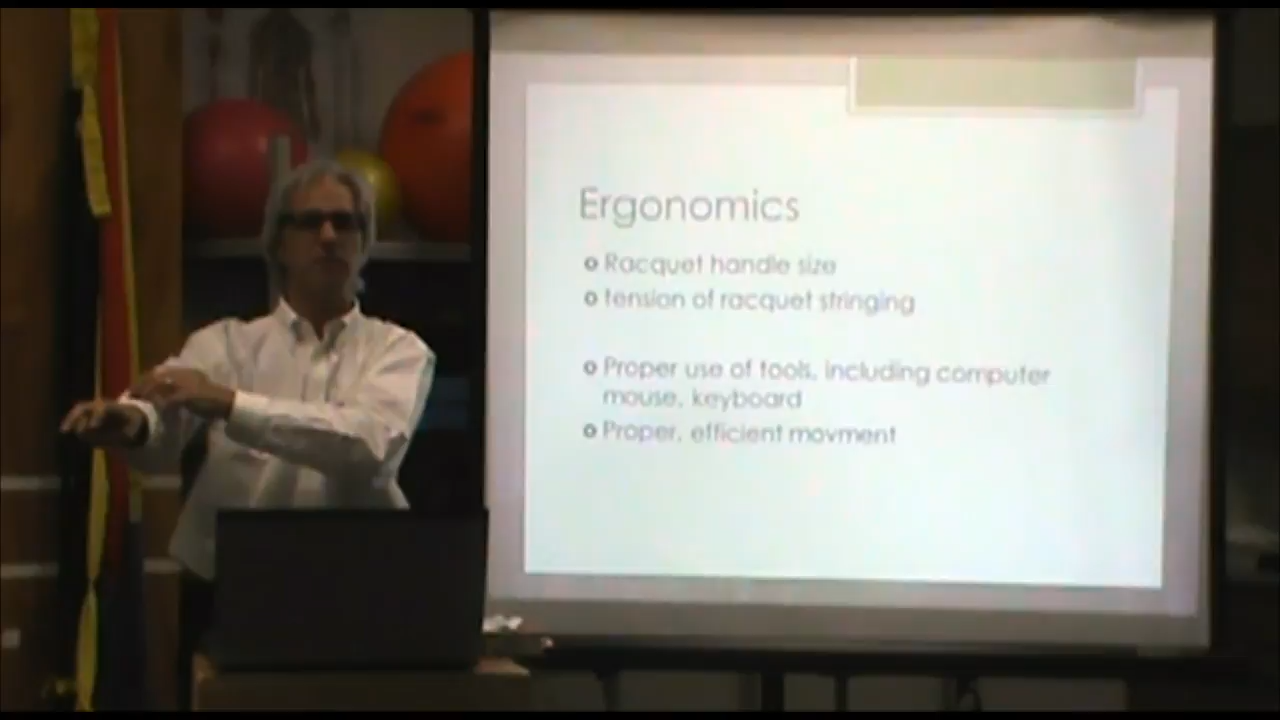 Ergonomics
Racquet handle size
tension of racquet stringing
Proper use of tools, including computer
mouse, keyboard
Proper, efficient movment